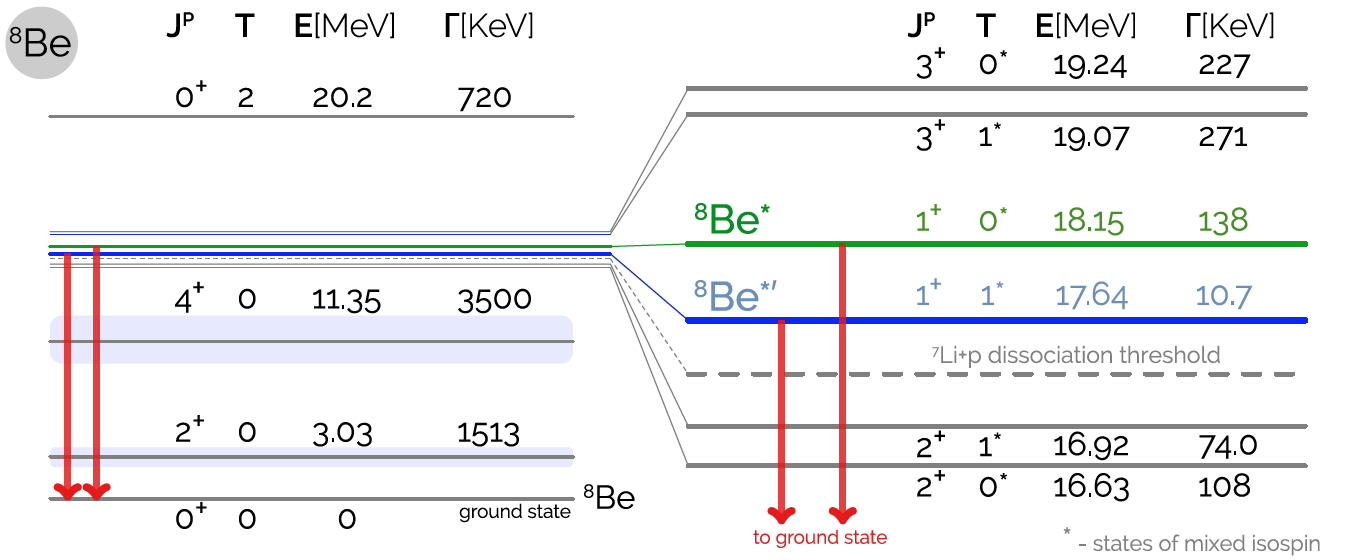 ⁸Be
Jᴾ T E[MeV] Γ[KeV]
0⁺ 2 20.2 720
4⁺ 0 11.35 3500
2⁺ 0 3.03 1513
0⁺ 0 0 ground state ⁸Be
Jᴾ T E[MeV] Γ[KeV]
3⁺ 0* 19.24 227
3⁺ 1* 19.07 271
⁸Be* 1⁺ 0* 18.15 138
⁸Be*′ 1⁺ 1* 17.64 10.7
⁷Li+p dissociation threshold
2⁺ 1* 16.92 74.0
2⁺ 0* 16.63 108
to ground state
* - states of mixed isospin